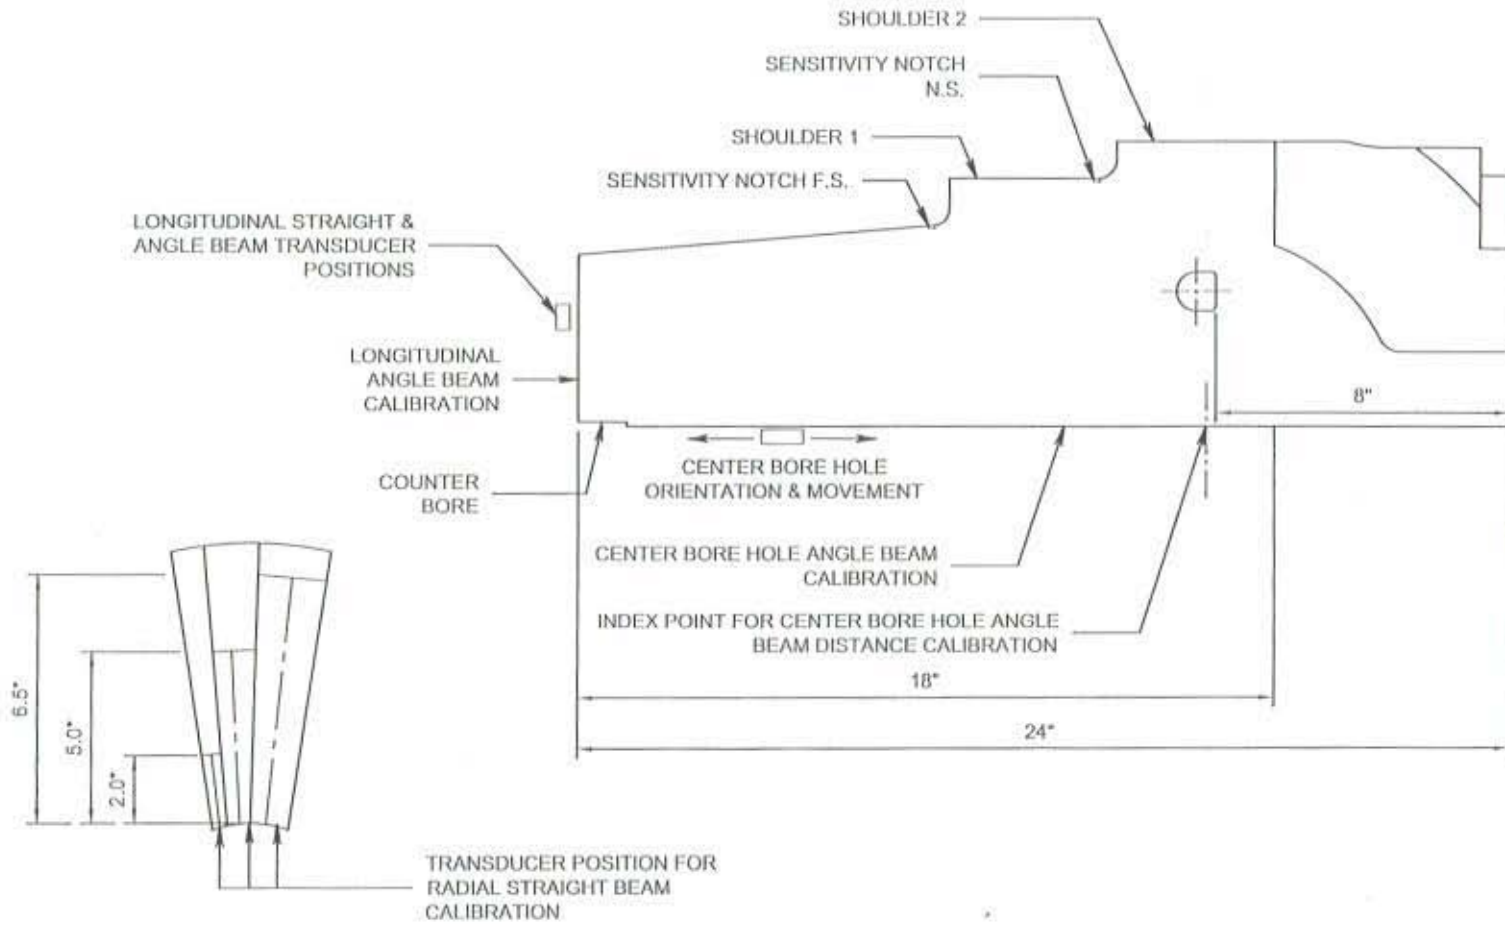 SHOULDER 2
SENSITIVITY NOTCH
N.S.
SHOULDER 1
SENSITIVITY NOTCH F.S.
LONGITUDINAL STRAIGHT &
ANGLE BEAM TRANSDUCER
POSITIONS
LONGITUDINAL
ANGLE BEAM
CALIBRATION
8"
CENTER BORE HOLE
ORIENTATION & MOVEMENT
COUNTER
BORE
CENTER BORE HOLE ANGLE BEAM
CALIBRATION
INDEX POINT FOR CENTER BORE HOLE ANGLE
BEAM DISTANCE CALIBRATION
18"
24"
6.5"
5.0"
2.0"
TRANSDUCER POSITION FOR
RADIAL STRAIGHT BEAM
CALIBRATION